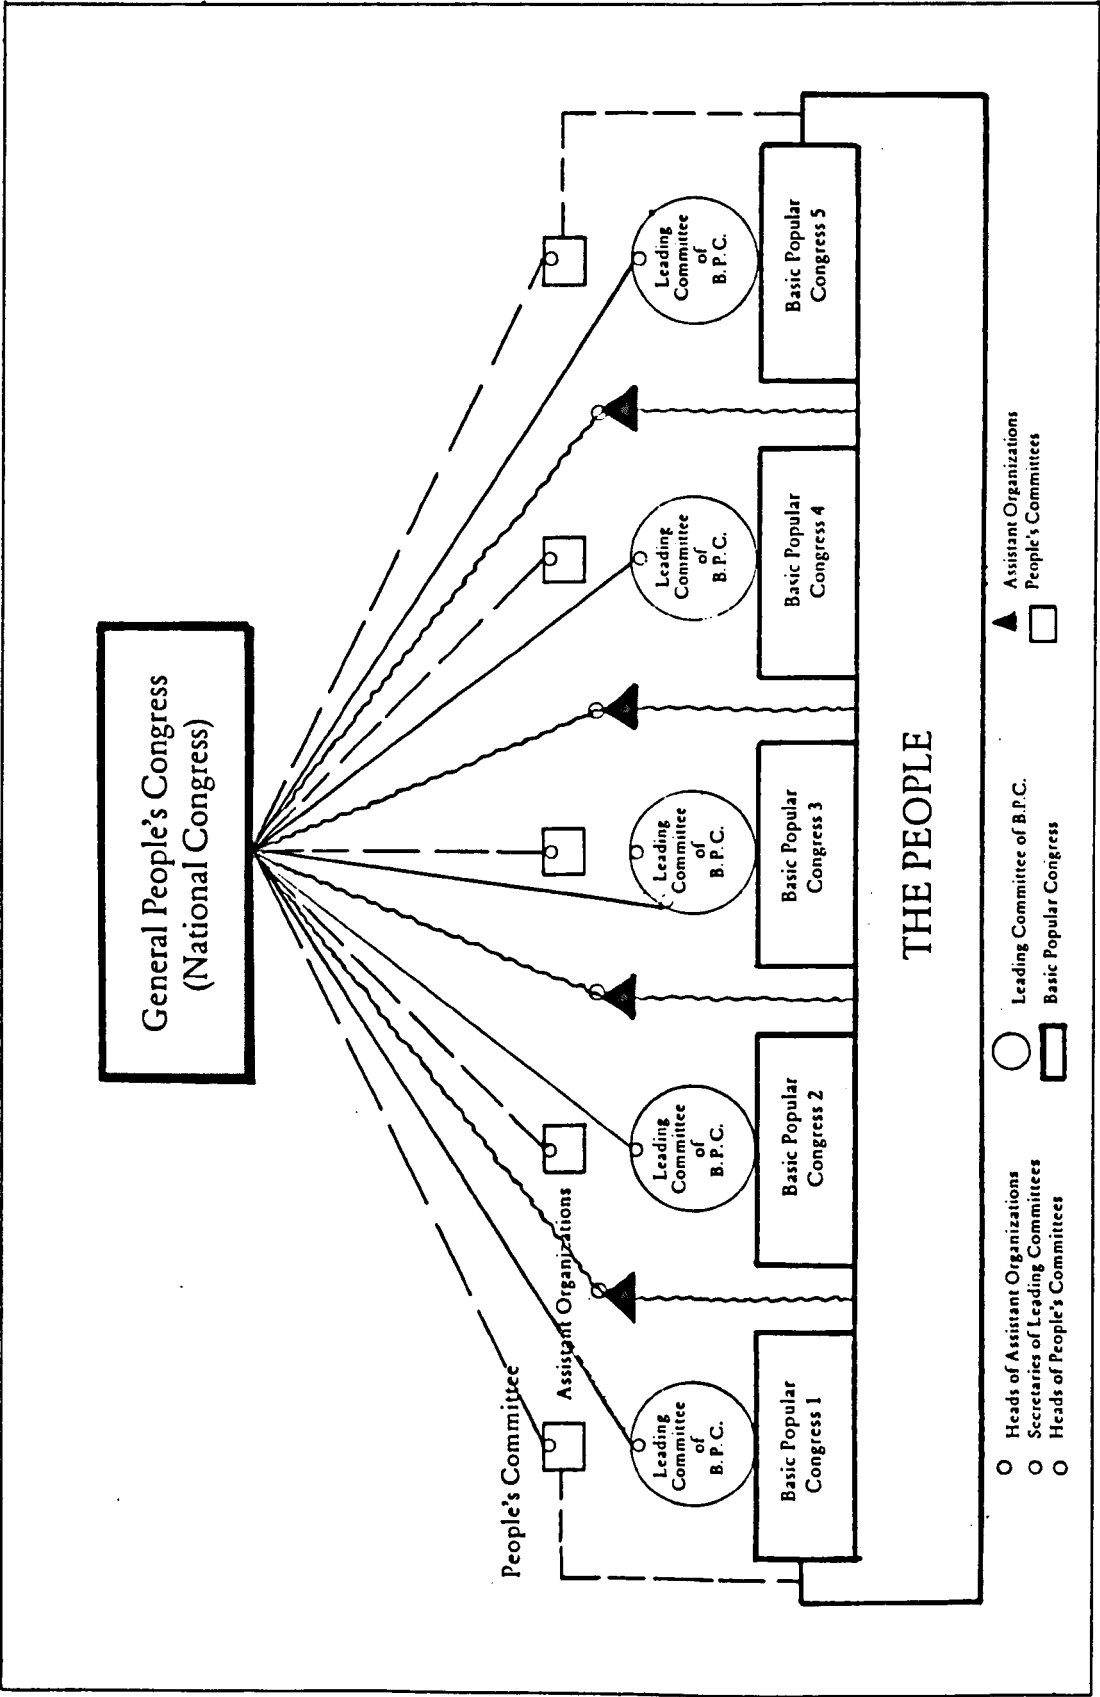 General People's Congress
(National Congress)
People's Committee
Assistant Organizations
Leading
Committee
of
B.P.C.
Leading
Committee
of
B.P.C.
Leading
Committee
of
B.P.C.
Leading
Committee
of
B.P.C.
Leading
Committee
of
B.P.C.
Basic Popular
Congress 1
Basic Popular
Congress 2
Basic Popular
Congress 3
Basic Popular
Congress 4
Basic Popular
Congress 5
THE PEOPLE
Heads of Assistant Organizations
Secretaries of Leading Committees
Heads of People's Committees
Leading Committee of B.P.C.
Basic Popular Congress
Assistant Organizations
People's Committees